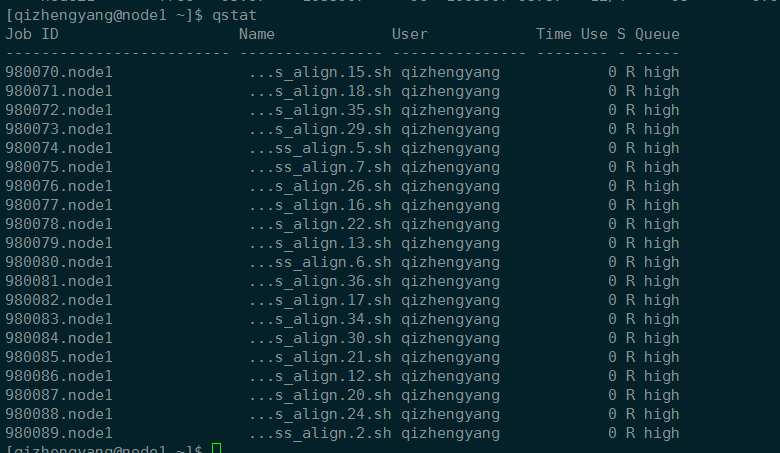 [qizhengyang@node1 ~]$ qstat
Job ID                    Name             User            Time Use S Queue
------------------------- ---------------- --------------- -------- - -----
980070.node1               ...s_align.15.sh qizhengyang            0 R high
980071.node1               ...s_align.18.sh qizhengyang            0 R high
980072.node1               ...s_align.35.sh qizhengyang            0 R high
980073.node1               ...s_align.29.sh qizhengyang            0 R high
980074.node1               ...ss_align.5.sh qizhengyang            0 R high
980075.node1               ...ss_align.7.sh qizhengyang            0 R high
980076.node1               ...s_align.26.sh qizhengyang            0 R high
980077.node1               ...s_align.16.sh qizhengyang            0 R high
980078.node1               ...s_align.22.sh qizhengyang            0 R high
980079.node1               ...s_align.13.sh qizhengyang            0 R high
980080.node1               ...ss_align.6.sh qizhengyang            0 R high
980081.node1               ...s_align.36.sh qizhengyang            0 R high
980082.node1               ...s_align.17.sh qizhengyang            0 R high
980083.node1               ...s_align.34.sh qizhengyang            0 R high
980084.node1               ...s_align.30.sh qizhengyang            0 R high
980085.node1               ...s_align.21.sh qizhengyang            0 R high
980086.node1               ...s_align.12.sh qizhengyang            0 R high
980087.node1               ...s_align.20.sh qizhengyang            0 R high
980088.node1               ...s_align.24.sh qizhengyang            0 R high
980089.node1               ...ss_align.2.sh qizhengyang            0 R high
[qizhengyang@node1 ~]$